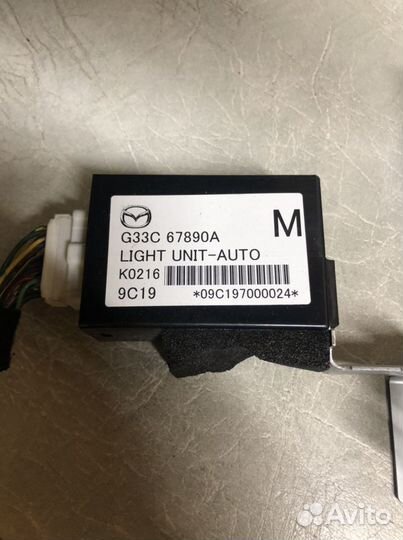 G33C 67890A
M
LIGHT UNIT-AUTO
K0216
9C19 *09C197000024*
Avito